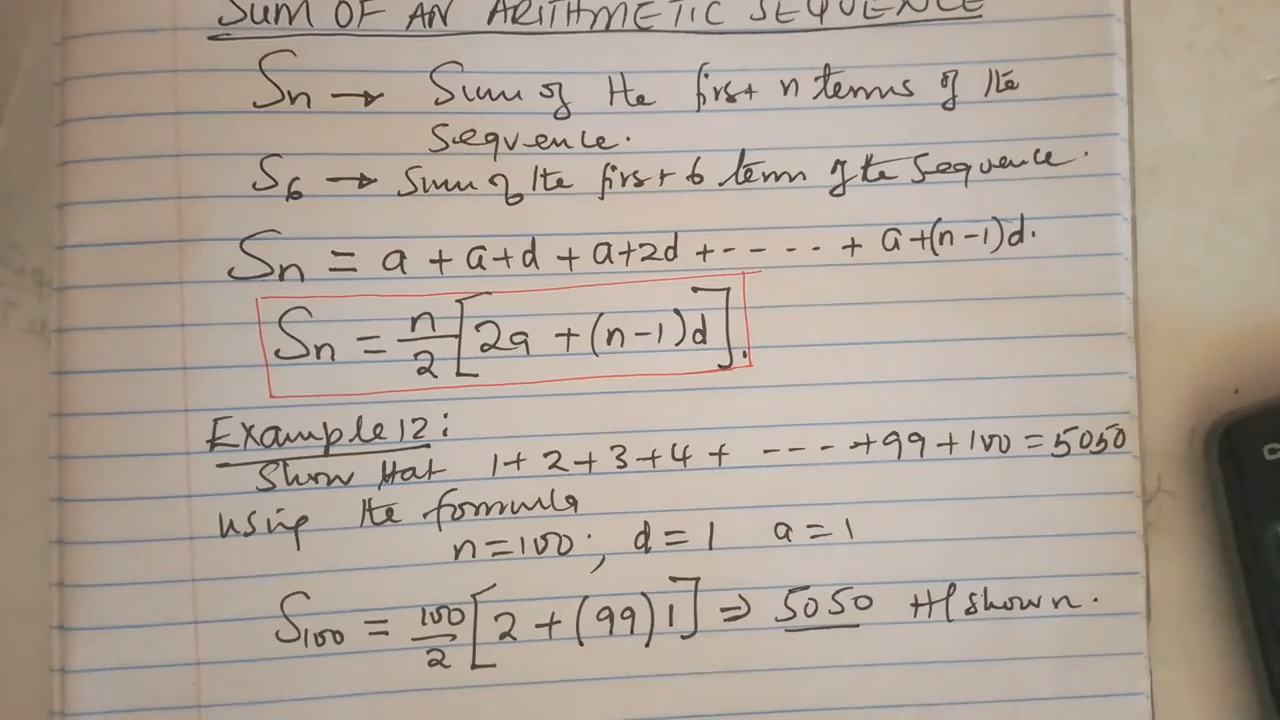 SUM OF AN ARITHMETIC SEQUENCE
Sn → Sum of the first n terms of the
sequence.
S6 → Sum of the first 6 term of the sequence.
Sn = a + a+d + a+2d +----- + a+(n-1)d.
Sn = n/2 [2a + (n-1)d].
Example 12:
Show that 1+2+3+4+ ---- +99+100 = 5050
using the formula
n=100; d=1 a=1
S100 = 100/2 [2+(99)1] ⇒ 5050 shown.